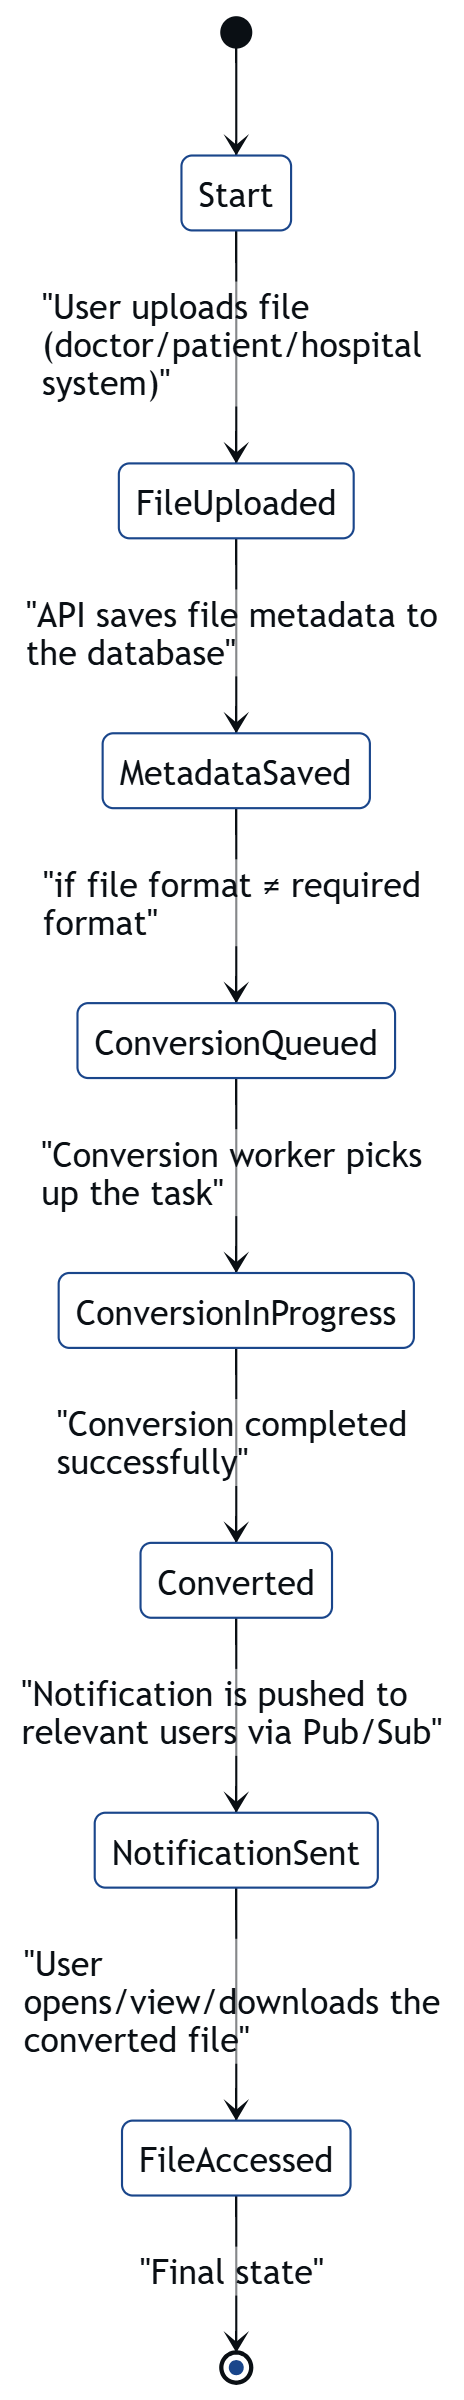 Start
"User uploads file
(doctor/patient/hospital
system)"
FileUploaded
"API saves file metadata to
the database"
MetadataSaved
"if file format ≠ required
format"
ConversionQueued
"Conversion worker picks
up the task"
ConversionInProgress
"Conversion completed
successfully"
Converted
"Notification is pushed to
relevant users via Pub/Sub"
NotificationSent
"User
opens/view/downloads the
converted file"
FileAccessed
"Final state"